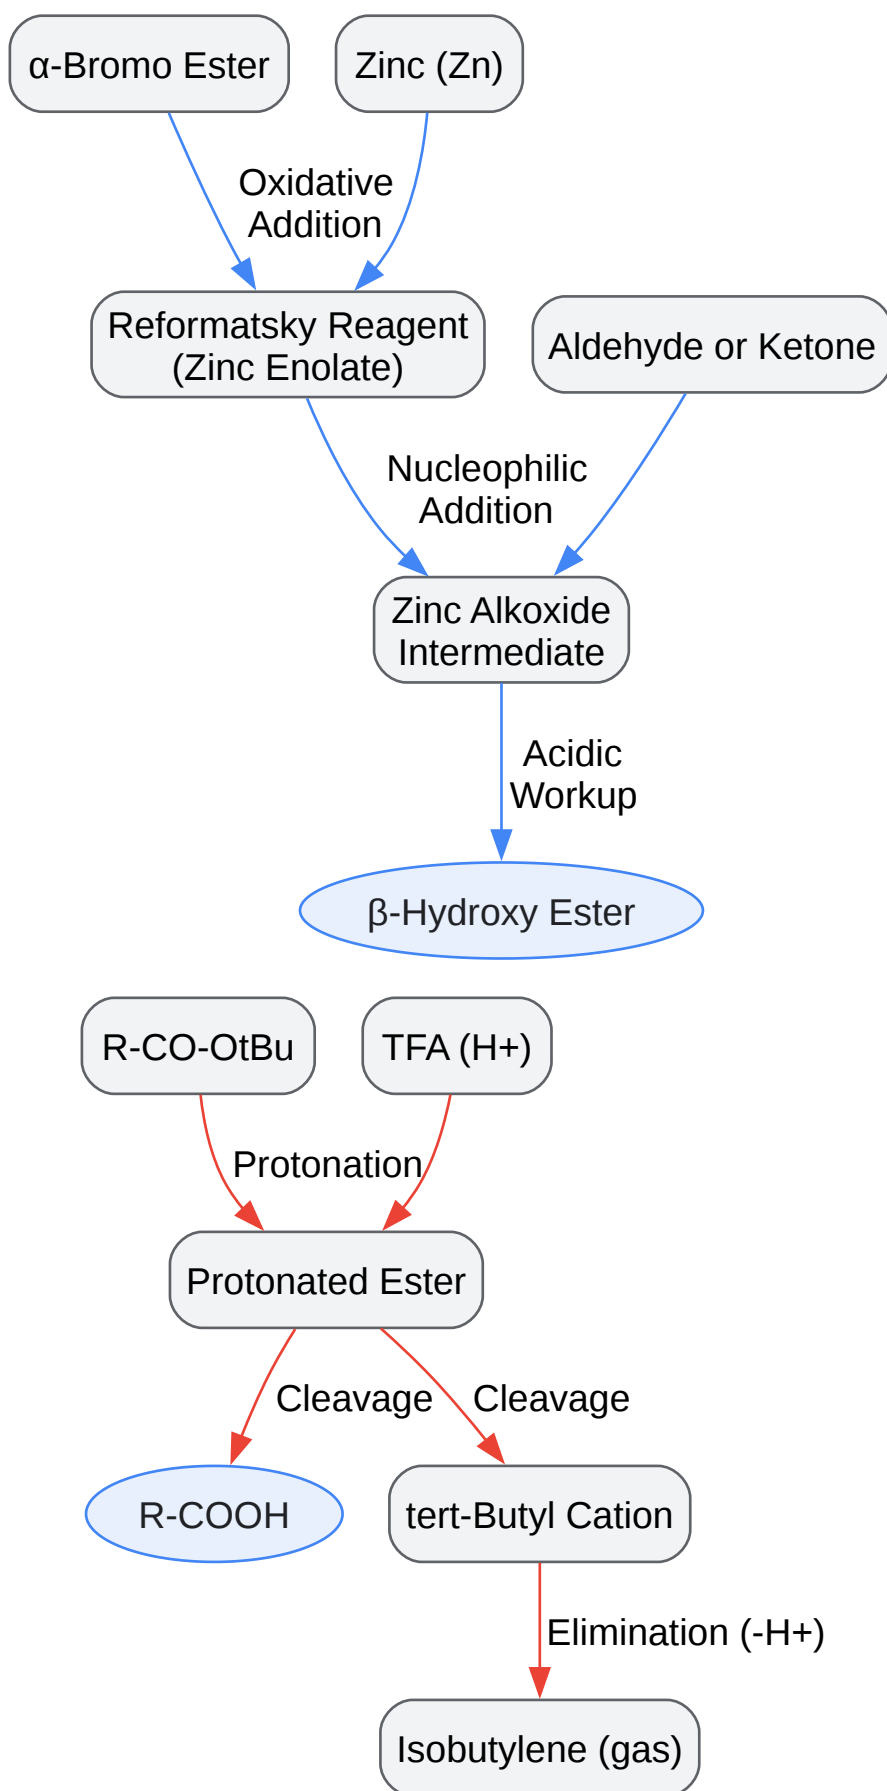 α-Bromo Ester
Zinc (Zn)
Oxidative
Addition
Reformatsky Reagent
(Zinc Enolate)
Aldehyde or Ketone
Nucleophilic
Addition
Zinc Alkoxide
Intermediate
Acidic
Workup
β-Hydroxy Ester
R-CO-OtBu
TFA (H+)
Protonation
Protonated Ester
Cleavage
Cleavage
R-COOH
tert-Butyl Cation
Elimination (-H+)
Isobutylene (gas)